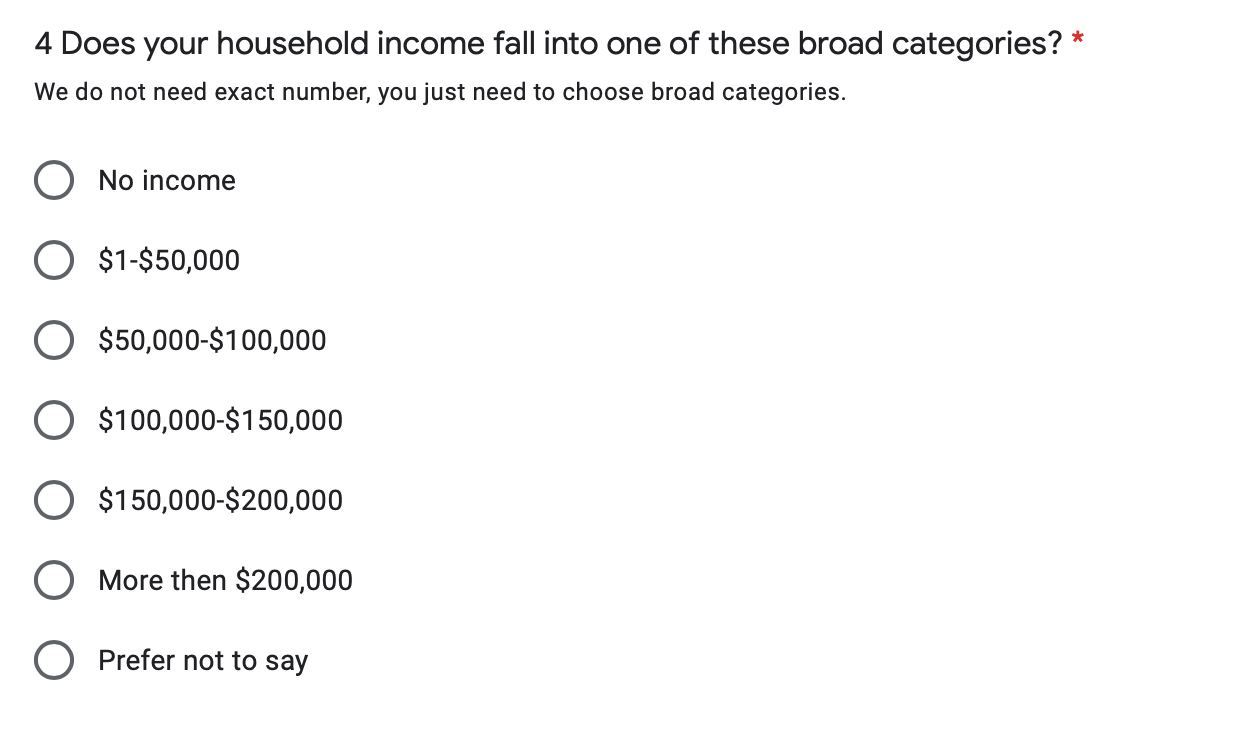 4 Does your household income fall into one of these broad categories? *
We do not need exact number, you just need to choose broad categories.
No income
$1-$50,000
$50,000-$100,000
$100,000-$150,000
$150,000-$200,000
More then $200,000
Prefer not to say